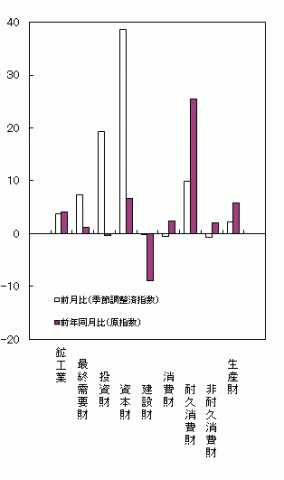 40
30
20
10
0
-10
-20
前月比(季節調整済指数)
前年同月比(原指数)
鉱工業
最終需要財
投資財
資本財
建設財
消費財
耐久消費財
非耐久消費財
生産財